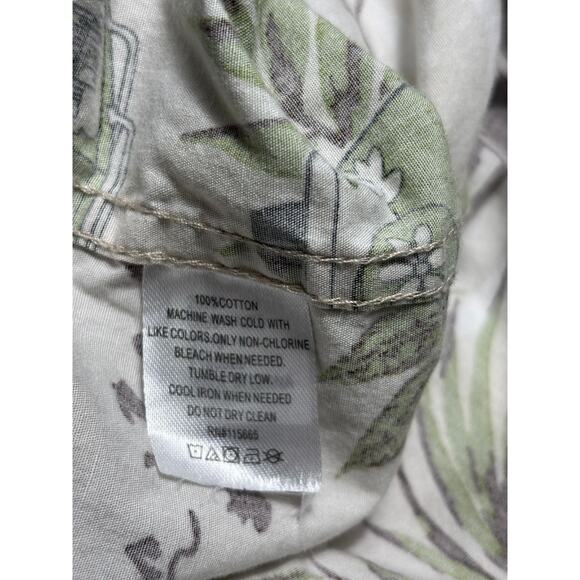 100%COTTON
MACHINE WASH COLD WITH
LIKE COLORS.ONLY NON-CHLORINE
BLEACH WHEN NEEDED.
TUMBLE DRY LOW.
COOL IRON WHEN NEEDED
DO NOT DRY CLEAN
RN#115665